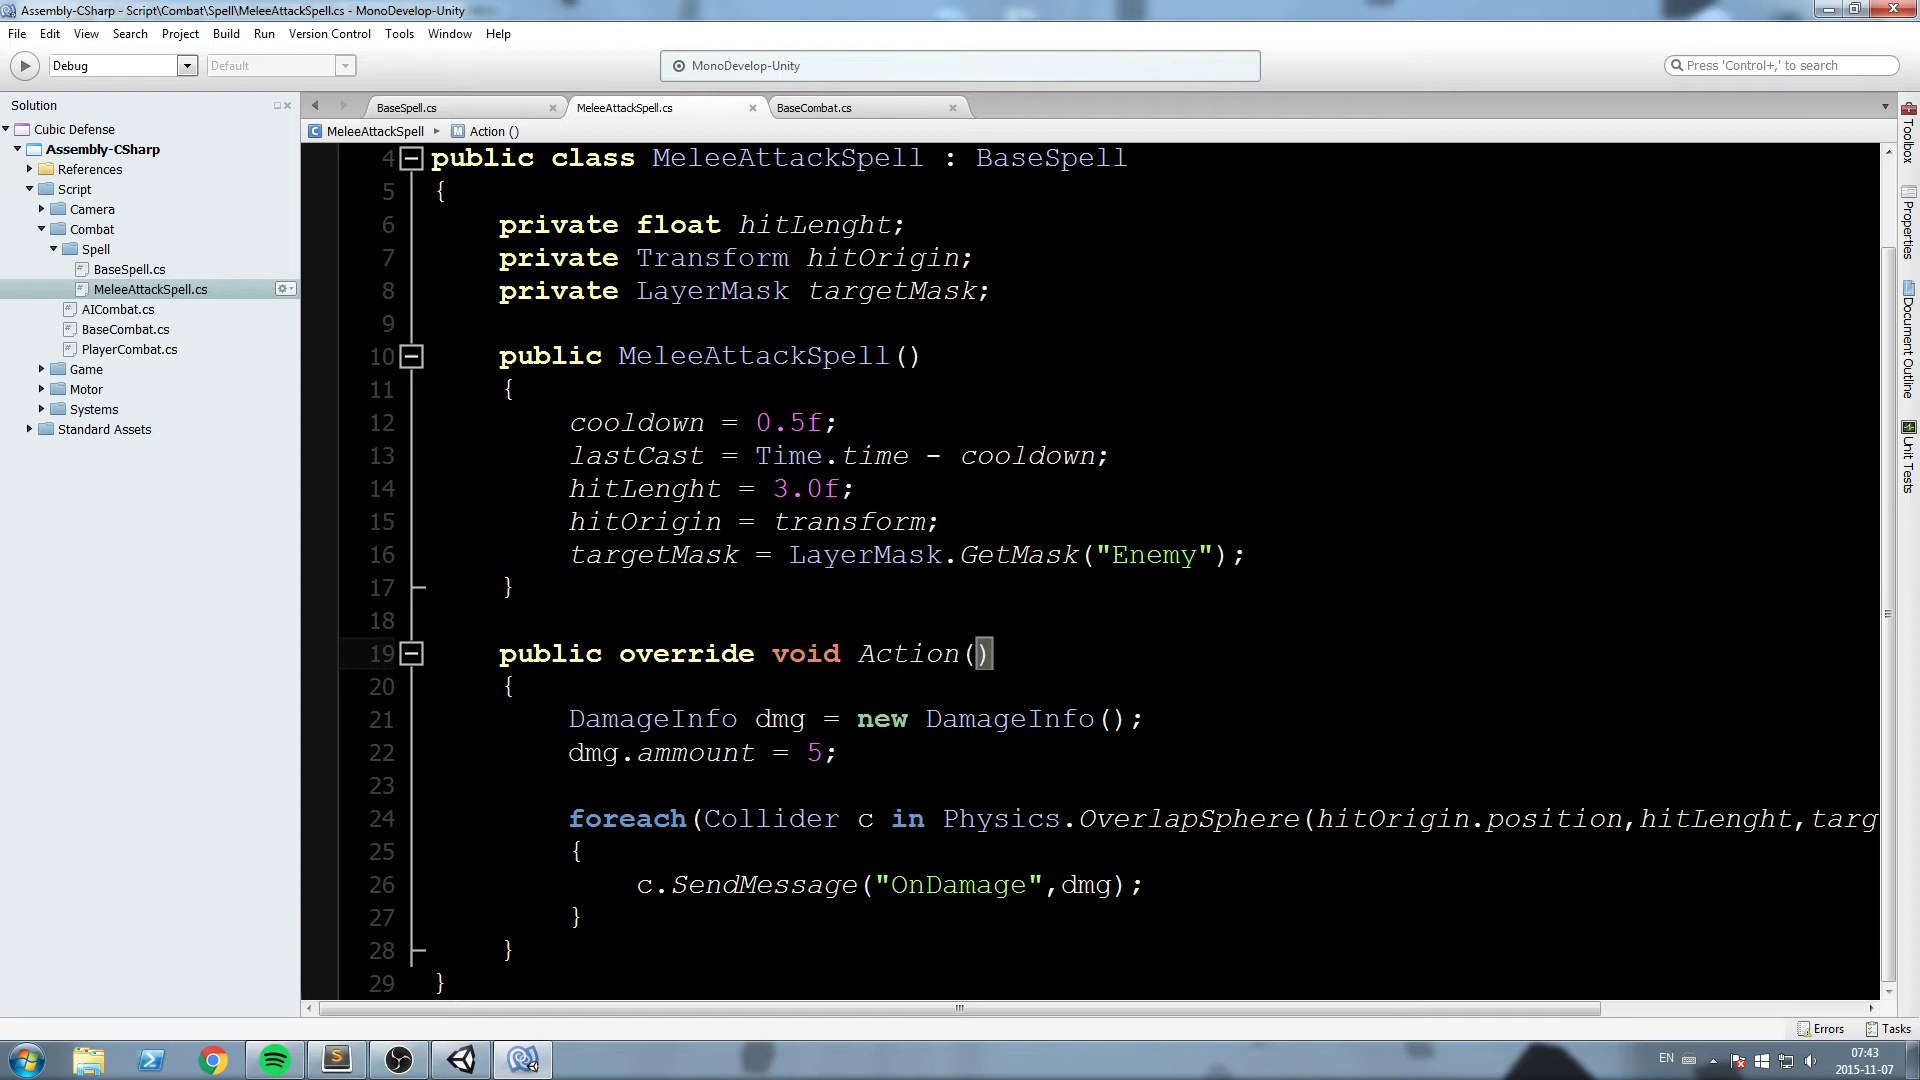 Assembly-CSharp - Script\Combat\Spell\MeleeAttackSpell.cs - MonoDevelop-Unity
File Edit View Search Project Build Run Version Control Tools Window Help
Debug Default MonoDevelop-Unity Press 'Control+,' to search
Solution
Cubic Defense
Assembly-CSharp
References
Script
Camera
Combat
Spell
BaseSpell.cs
MeleeAttackSpell.cs
AICombat.cs
BaseCombat.cs
PlayerCombat.cs
Game
Motor
Systems
Standard Assets
BaseSpell.cs MeleeAttackSpell.cs BaseCombat.cs
MeleeAttackSpell Action ()
4 public class MeleeAttackSpell : BaseSpell
5 {
6 private float hitLenght;
7 private Transform hitOrigin;
8 private LayerMask targetMask;
9
10 public MeleeAttackSpell()
11 {
12 cooldown = 0.5f;
13 lastCast = Time.time - cooldown;
14 hitLenght = 3.0f;
15 hitOrigin = transform;
16 targetMask = LayerMask.GetMask("Enemy");
17 }
18
19 public override void Action()
20 {
21 DamageInfo dmg = new DamageInfo();
22 dmg.ammount = 5;
23
24 foreach(Collider c in Physics.OverlapSphere(hitOrigin.position,hitLenght,targ
25 {
26 c.SendMessage("OnDamage",dmg);
27 }
28 }
29 }
Toolbox
Properties
Document Outline
Unit Tests
Errors Tasks
EN
07:43
2015-11-07